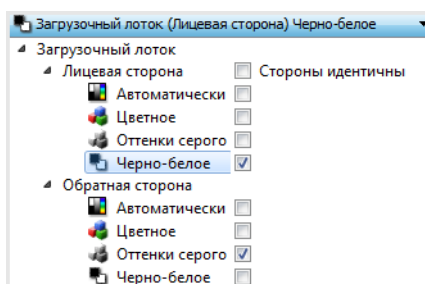 Загрузочный лоток (Лицевая сторона) Черно-белое
Загрузочный лоток
Лицевая сторона Стороны идентичны
Автоматически
Цветное
Оттенки серого
Черно-белое
Обратная сторона
Автоматически
Цветное
Оттенки серого
Черно-белое